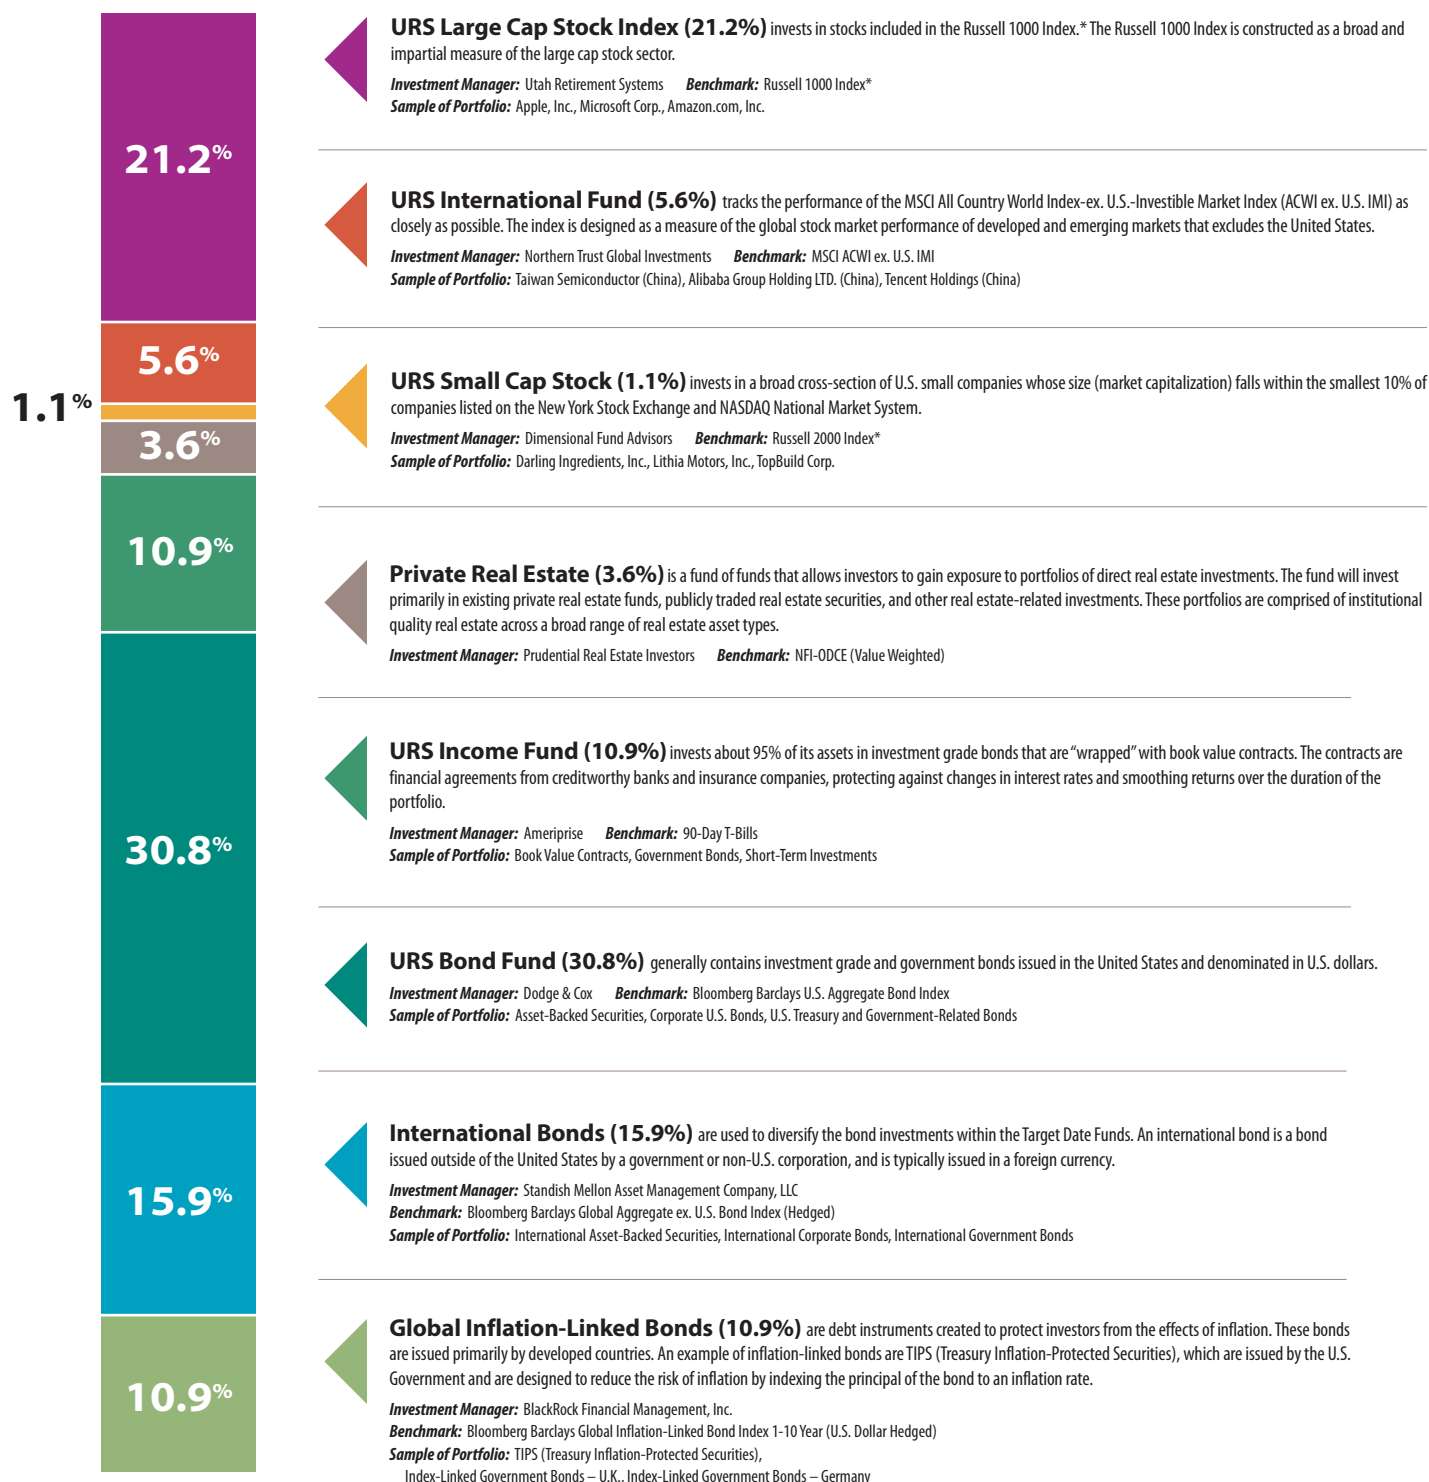 21.2%
5.6%
1.1%
3.6%
10.9%
30.8%
15.9%
10.9%
URS Large Cap Stock Index (21.2%) invests in stocks included in the Russell 1000 Index.* The Russell 1000 Index is constructed as a broad and
impartial measure of the large cap stock sector.
Investment Manager: Utah Retirement Systems Benchmark: Russell 1000 Index*
Sample of Portfolio: Apple, Inc., Microsoft Corp., Amazon.com, Inc.
URS International Fund (5.6%) tracks the performance of the MSCI All Country World Index-ex. U.S.-Investible Market Index (ACWI ex. U.S. IMI) as
closely as possible. The index is designed as a measure of the global stock market performance of developed and emerging markets that excludes the United States.
Investment Manager: Northern Trust Global Investments Benchmark: MSCI ACWI ex. U.S. IMI
Sample of Portfolio: Taiwan Semiconductor (China), Alibaba Group Holding LTD. (China), Tencent Holdings (China)
URS Small Cap Stock (1.1%) invests in a broad cross-section of U.S. small companies whose size (market capitalization) falls within the smallest 10% of
companies listed on the New York Stock Exchange and NASDAQ National Market System.
Investment Manager: Dimensional Fund Advisors Benchmark: Russell 2000 Index*
Sample of Portfolio: Darling Ingredients, Inc., Lithia Motors, Inc., TopBuild Corp.
Private Real Estate (3.6%) is a fund of funds that allows investors to gain exposure to portfolios of direct real estate investments. The fund will invest
primarily in existing private real estate funds, publicly traded real estate securities, and other real estate-related investments. These portfolios are comprised of institutional
quality real estate across a broad range of real estate asset types.
Investment Manager: Prudential Real Estate Investors Benchmark: NFI-ODCE (Value Weighted)
URS Income Fund (10.9%) invests about 95% of its assets in investment grade bonds that are “wrapped” with book value contracts. The contracts are
financial agreements from creditworthy banks and insurance companies, protecting against changes in interest rates and smoothing returns over the duration of the
portfolio.
Investment Manager: Ameriprise Benchmark: 90-Day T-Bills
Sample of Portfolio: Book Value Contracts, Government Bonds, Short-Term Investments
URS Bond Fund (30.8%) generally contains investment grade and government bonds issued in the United States and denominated in U.S. dollars.
Investment Manager: Dodge & Cox Benchmark: Bloomberg Barclays U.S. Aggregate Bond Index
Sample of Portfolio: Asset-Backed Securities, Corporate U.S. Bonds, U.S. Treasury and Government-Related Bonds
International Bonds (15.9%) are used to diversify the bond investments within the Target Date Funds. An international bond is a bond
issued outside of the United States by a government or non-U.S. corporation, and is typically issued in a foreign currency.
Investment Manager: Standish Mellon Asset Management Company, LLC
Benchmark: Bloomberg Barclays Global Aggregate ex. U.S. Bond Index (Hedged)
Sample of Portfolio: International Asset-Backed Securities, International Corporate Bonds, International Government Bonds
Global Inflation-Linked Bonds (10.9%) are debt instruments created to protect investors from the effects of inflation. These bonds
are issued primarily by developed countries. An example of inflation-linked bonds are TIPS (Treasury Inflation-Protected Securities), which are issued by the U.S.
Government and are designed to reduce the risk of inflation by indexing the principal of the bond to an inflation rate.
Investment Manager: BlackRock Financial Management, Inc.
Benchmark: Bloomberg Barclays Global Inflation-Linked Bond Index 1-10 Year (U.S. Dollar Hedged)
Sample of Portfolio: TIPS (Treasury Inflation-Protected Securities),
Index-Linked Government Bonds – U.K., Index-Linked Government Bonds – Germany